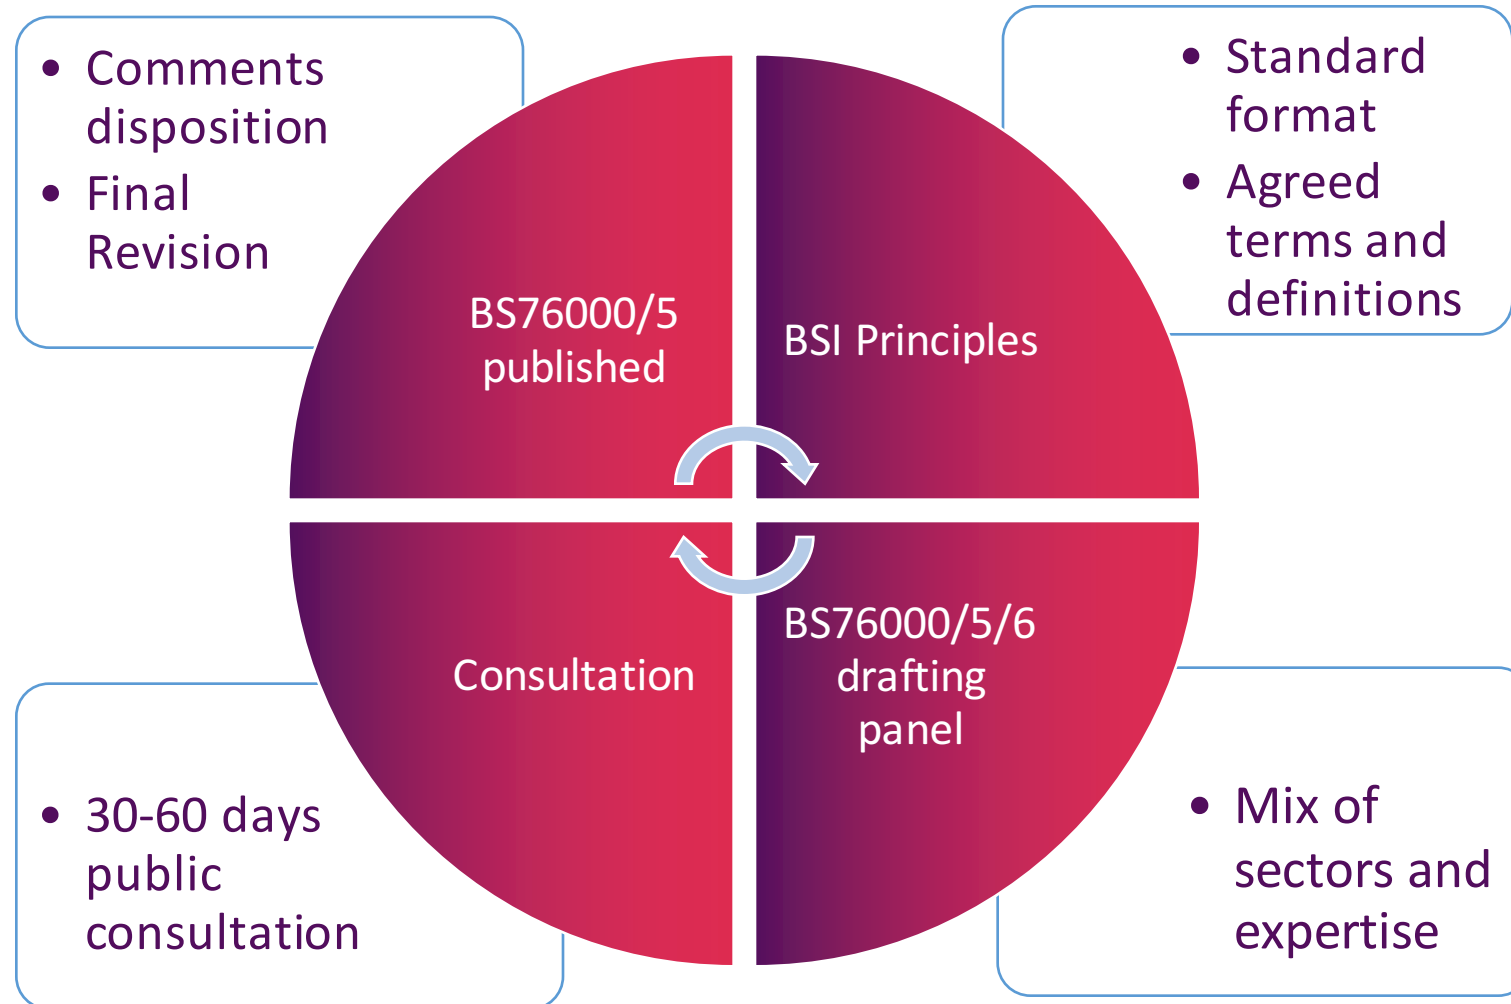 • Comments
disposition
• Final
Revision
• Standard
format
• Agreed
terms and
definitions
BS76000/5
published
BSI Principles
Consultation
BS76000/5/6
drafting
panel
• 30-60 days
public
consultation
• Mix of
sectors and
expertise